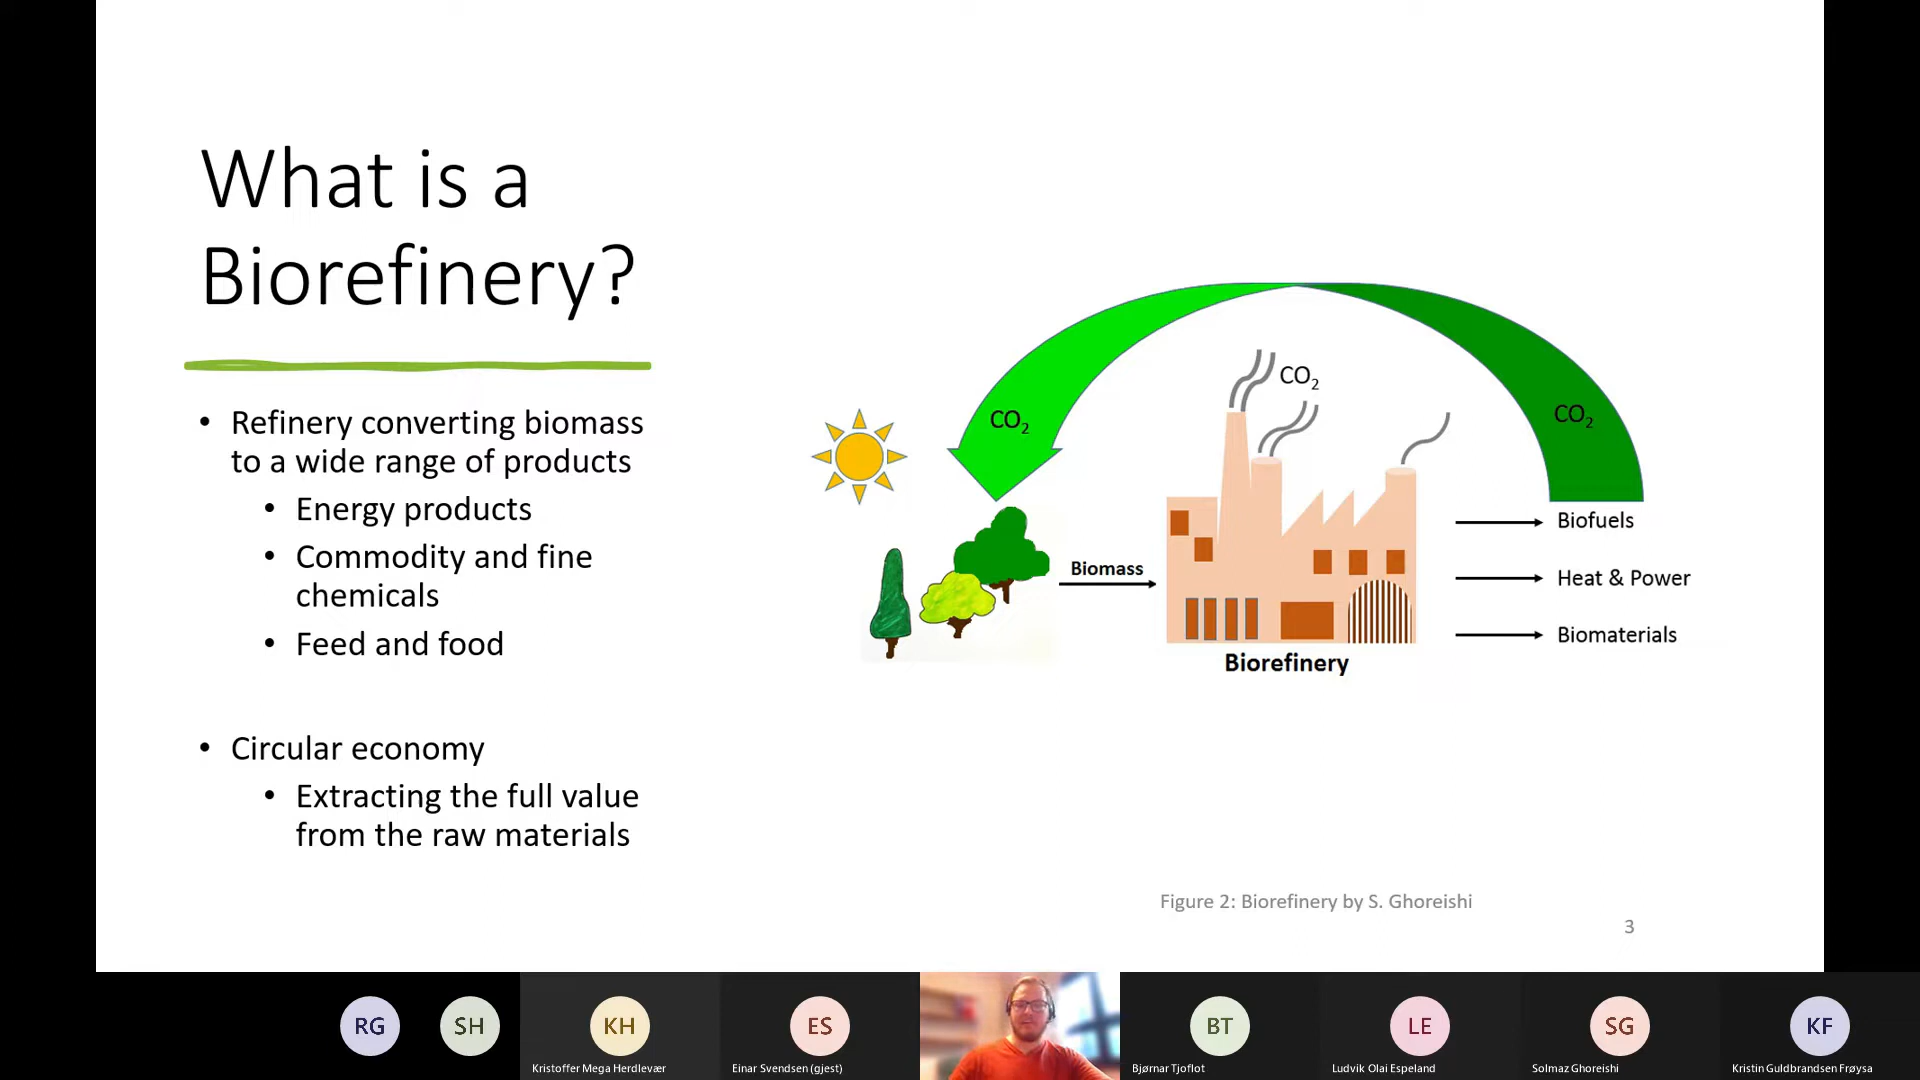 What is a
Biorefinery?
• Refinery converting biomass
to a wide range of products
• Energy products
• Commodity and fine
chemicals
• Feed and food
• Circular economy
• Extracting the full value
from the raw materials
CO2
CO2
CO2
Biomass
Biorefinery
Biofuels
Heat & Power
Biomaterials
Figure 2: Biorefinery by S. Ghoreishi
3
RG
SH
KH
Kristoffer Mega Herdlevær
ES
Einar Svendsen (gjest)
BT
Bjørnar Tjoflot
LE
Ludvik Olai Espeland
SG
Solmaz Ghoreishi
KF
Kristin Guldbrandsen Frøysa